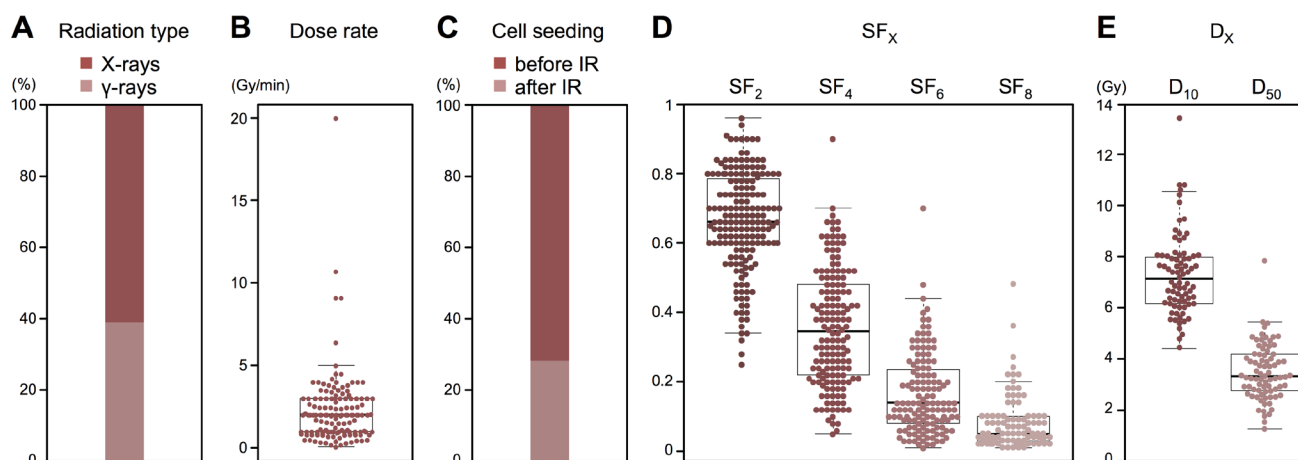 A Radiation type
X-rays
γ-rays
(%)
100
80
60
40
20
0
B Dose rate
(Gy/min)
20
15
10
5
0
C Cell seeding
before IR
after IR
(%)
100
80
60
40
20
0
D SFX
SF2 SF4 SF6 SF8
1
0.8
0.6
0.4
0.2
0
E DX
(Gy) D10 D50
14
12
10
8
6
4
2
0